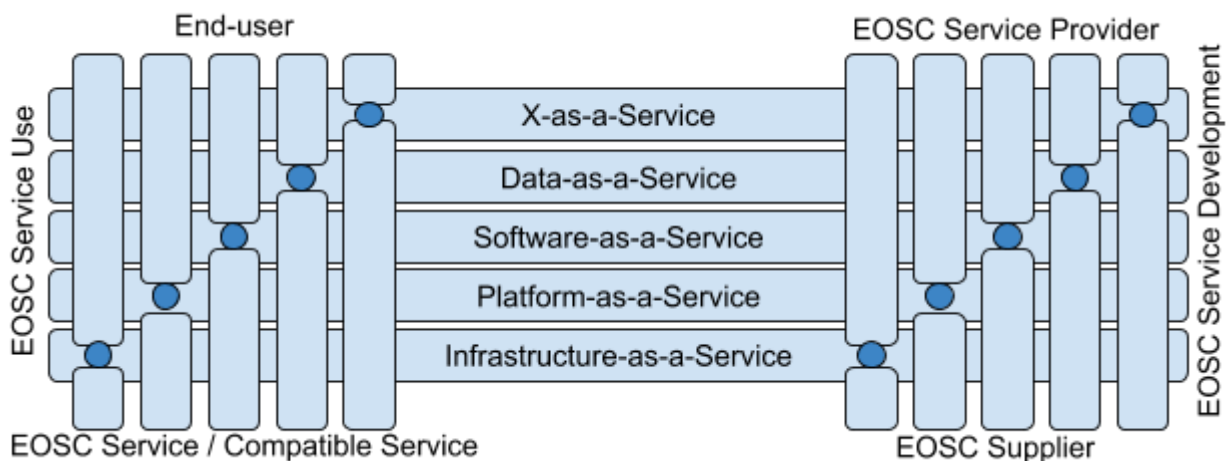 End-user
EOSC Service Provider
EOSC Service Use
X-as-a-Service
Data-as-a-Service
Software-as-a-Service
Platform-as-a-Service
Infrastructure-as-a-Service
EOSC Service Development
EOSC Service / Compatible Service
EOSC Supplier